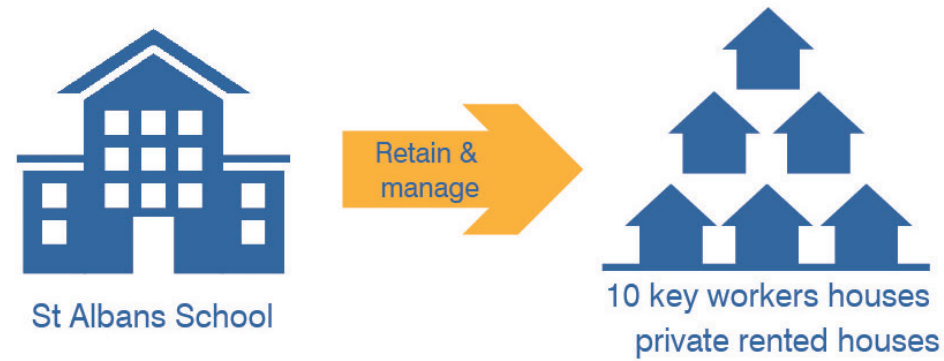 Retain &
manage
St Albans School
10 key workers houses
private rented houses